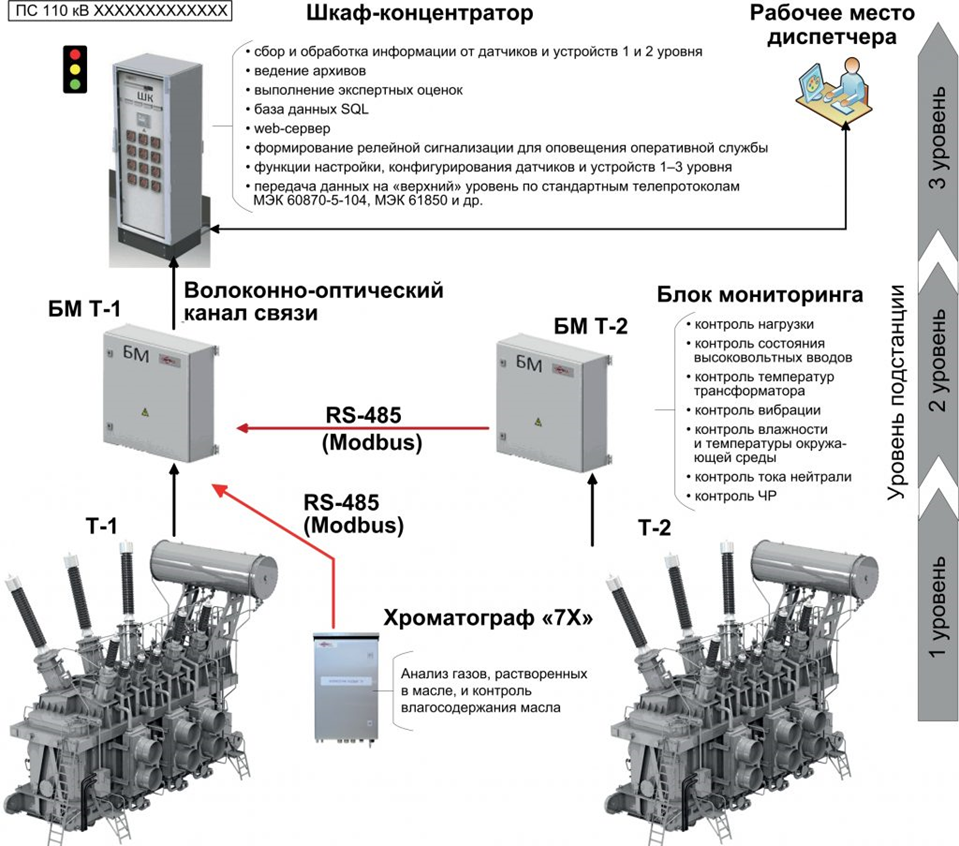 ПС 110 кВ XXXXXXXXXXXXX
Шкаф-концентратор
Рабочее место
диспетчера
ШК
• сбор и обработка информации от датчиков и устройств 1 и 2 уровня
• ведение архивов
• выполнение экспертных оценок
• база данных SQL
• web-сервер
• формирование релейной сигнализации для оповещения оперативной службы
• функции настройки, конфигурирования датчиков и устройств 1–3 уровня
• передача данных на «верхний» уровень по стандартным телепротоколам
МЭК 60870-5-104, МЭК 61850 и др.
3 уровень
Волоконно-оптический
канал связи
БМ Т-1
БМ
БМ Т-2
БМ
Блок мониторинга
• контроль нагрузки
• контроль состояния
высоковольтных вводов
• контроль температур
трансформатора
• контроль вибрации
• контроль влажности
и температуры окружа-
ющей среды
• контроль тока нейтрали
• контроль ЧР
Уровень подстанции
2 уровень
RS-485
(Modbus)
RS-485
(Modbus)
Т-1
Т-2
1 уровень
Хроматограф «7Х»
Анализ газов, растворенных
в масле, и контроль
влагосодержания масла